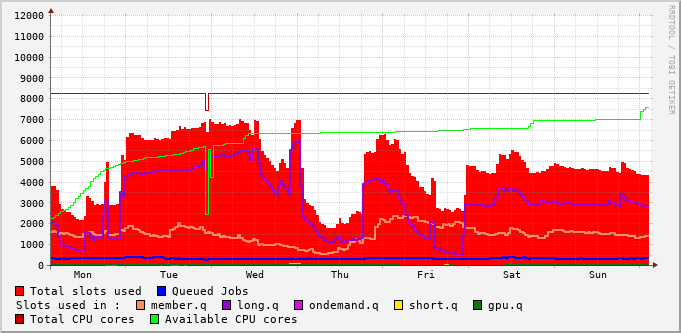 12000
11000
10000
9000
8000
7000
6000
5000
4000
3000
2000
1000
0
Mon Tue Wed Thu Fri Sat Sun
RRDTOOL / TOBI OETIKER
Total slots used Queued Jobs
Slots used in : member.q long.q ondemand.q short.q gpu.q
Total CPU cores Available CPU cores